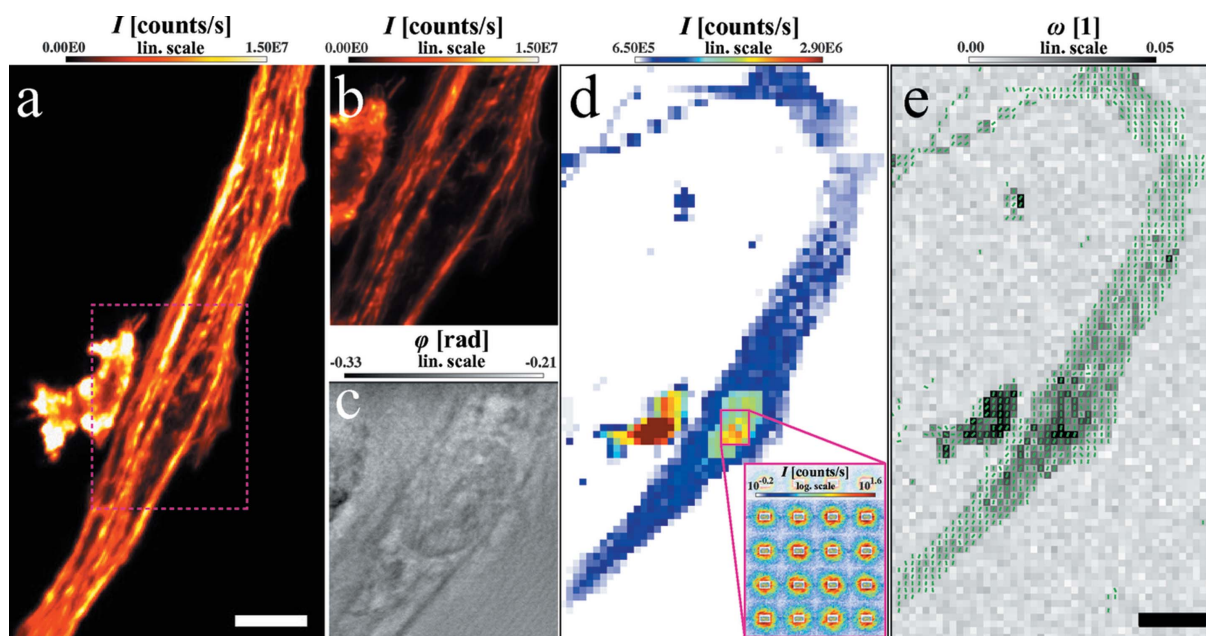 I [counts/s]
0.00E0 lin. scale 1.50E7
a
I [counts/s]
0.00E0 lin. scale 1.50E7
b
φ [rad]
-0.33 lin. scale -0.21
c
I [counts/s]
6.50E5 lin. scale 2.90E6
d
I [counts/s]
10^-0.2 log. scale 10^1.6
ω [1]
0.00 lin. scale 0.05
e